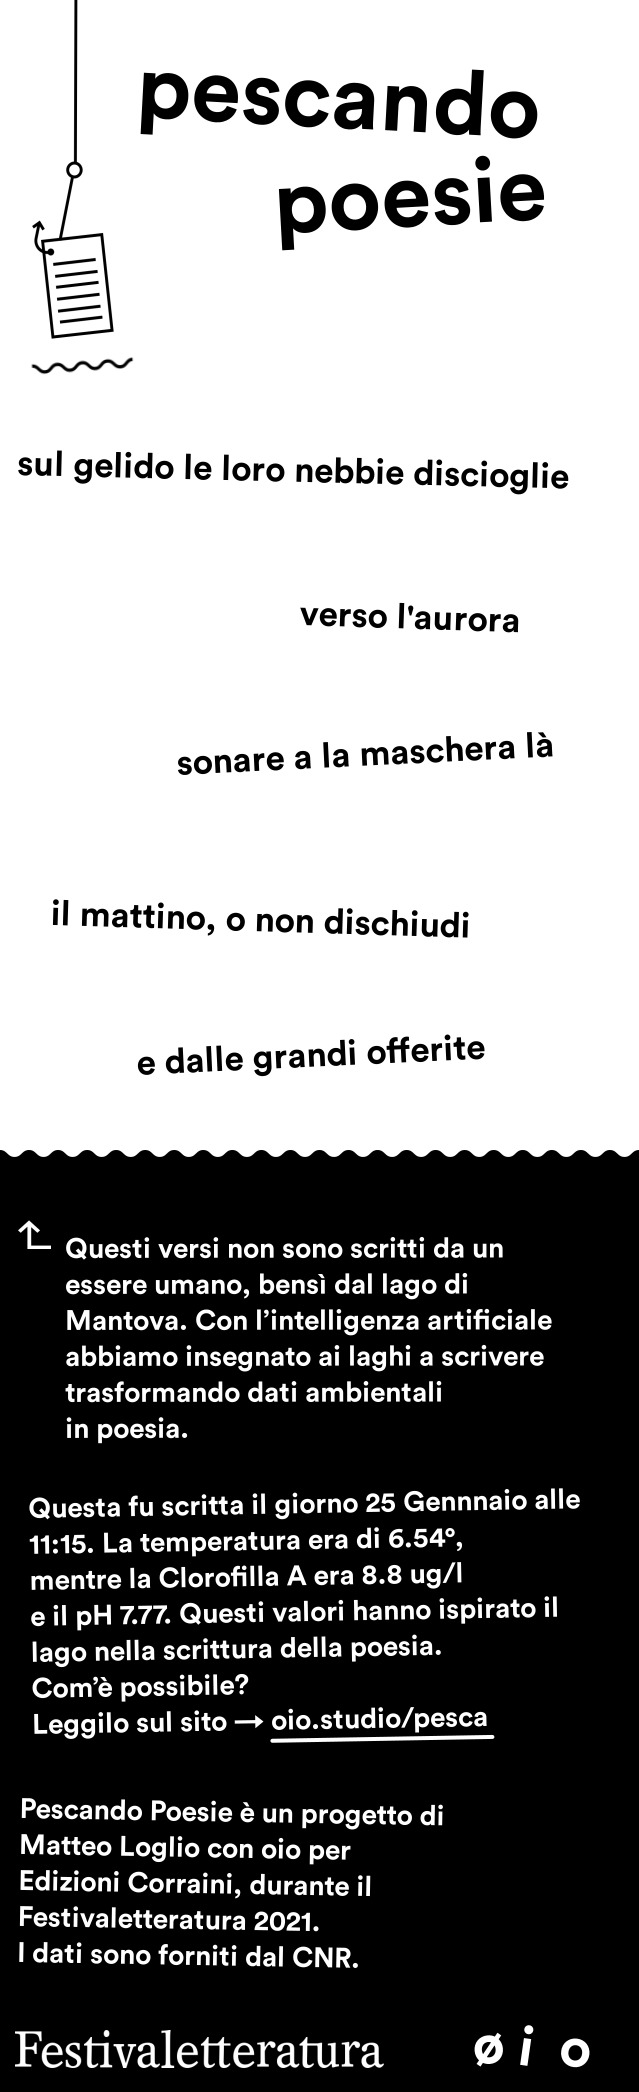 pescando
poesie
sul gelido le loro nebbie discioglie
verso l'aurora
sonare a la maschera là
il mattino, o non dischiudi
e dalle grandi offerite
Questi versi non sono scritti da un
essere umano, bensì dal lago di
Mantova. Con l’intelligenza artificiale
abbiamo insegnato ai laghi a scrivere
trasformando dati ambientali
in poesia.
Questa fu scritta il giorno 25 Gennnaio alle
11:15. La temperatura era di 6.54°,
mentre la Clorofilla A era 8.8 ug/l
e il pH 7.77. Questi valori hanno ispirato il
lago nella scrittura della poesia.
Com’è possibile?
Leggilo sul sito → oio.studio/pesca
Pescando Poesie è un progetto di
Matteo Loglio con oio per
Edizioni Corraini, durante il
Festivaletteratura 2021.
I dati sono forniti dal CNR.
Festivaletteratura øio